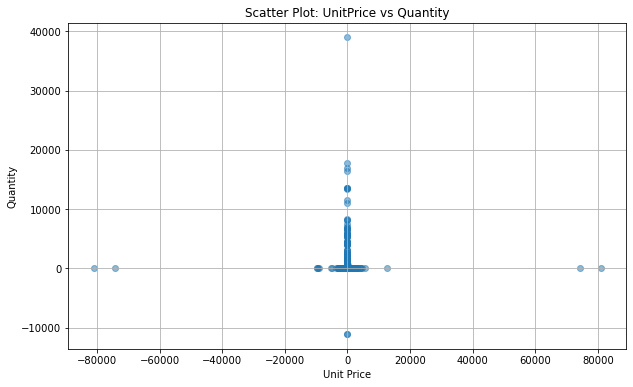 Scatter Plot: UnitPrice vs Quantity
40000
30000
20000
10000
0
−10000
Quantity
−80000 −60000 −40000 −20000 0 20000 40000 60000 80000
Unit Price